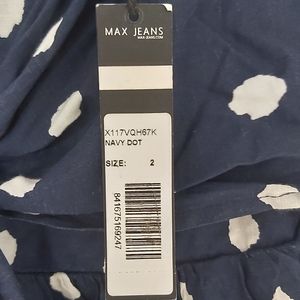 MAX JEANS
MAX-JEANS.COM
X117VQH67K
NAVY DOT
SIZE: 2
841675169247